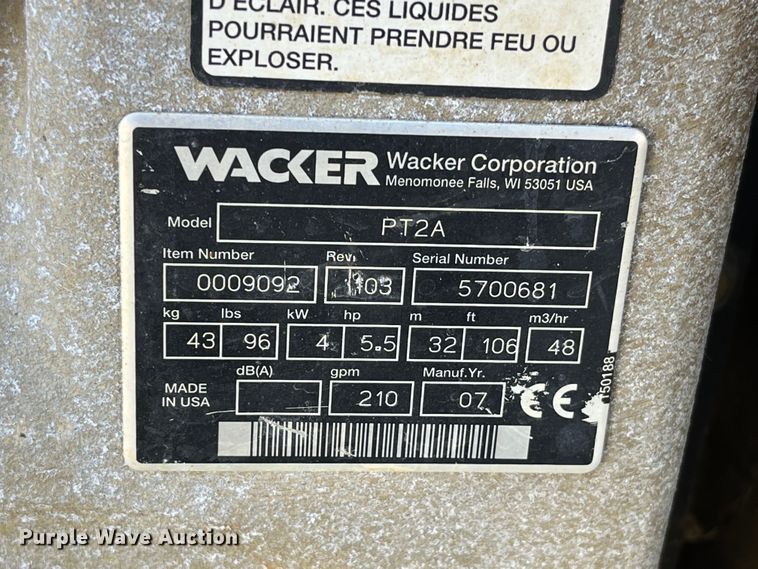 D'ÉCLAIR. CES LIQUIDES
POURRAIENT PRENDRE FEU OU
EXPLOSER.
WACKER Wacker Corporation
Menomonee Falls, WI 53051 USA
Model PT2A
Item Number Rev. Serial Number
0009092 103 5700681
kg lbs kW hp m ft m3/hr
43 96 4 5.5 32 106 48
dB(A) gpm Manuf.Yr.
MADE IN USA 210 07 CE
150188
Purple Wave Auction